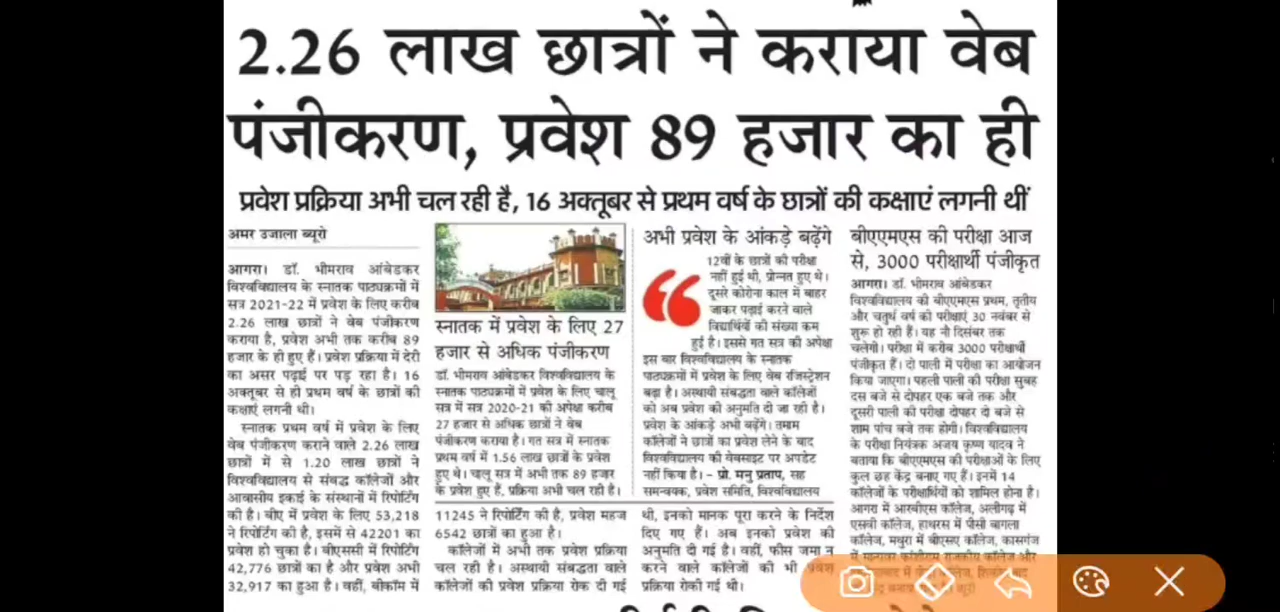 2.26 लाख छात्रों ने कराया वेब
पंजीकरण, प्रवेश 89 हजार का ही
प्रवेश प्रक्रिया अभी चल रही है, 16 अक्तूबर से प्रथम वर्ष के छात्रों की कक्षाएं लगनी थीं
अमर उजाला ब्यूरो
आगरा। डॉ. भीमराव आंबेडकर
विश्वविद्यालय के स्नातक पाठ्यक्रमों में
सत्र 2021-22 में प्रवेश के लिए करीब
2.26 लाख छात्रों ने वेब पंजीकरण
कराया है, प्रवेश अभी तक करीब 89
हजार के ही हुए हैं। प्रवेश प्रक्रिया में देरी
का असर पढ़ाई पर पड़ रहा है। 16
अक्तूबर से ही प्रथम वर्ष के छात्रों की
कक्षाएं लगनी थी।
स्नातक प्रथम वर्ष में प्रवेश के लिए
वेब पंजीकरण कराने वाले 2.26 लाख
छात्रों में से 1.20 लाख छात्रों ने
विश्वविद्यालय से संबद्ध कॉलेजों और
आवासीय इकाई के संस्थानों में रिपोर्टिंग
की है। बीए में प्रवेश के लिए 53,218
ने रिपोर्टिंग की है, इसमें से 42201 का
प्रवेश हो चुका है। बीएससी में रिपोर्टिंग
42,776 छात्रों का है और प्रवेश अभी
32,917 का हुआ है। वहीं, बीकॉम में
स्नातक में प्रवेश के लिए 27
हजार से अधिक पंजीकरण
डॉ. भीमराव आंबेडकर विश्वविद्यालय के
स्नातक पाठ्यक्रमों में प्रवेश के लिए चालू
सत्र में सत्र 2020-21 की अपेक्षा करीब
27 हजार से अधिक छात्रों ने वेब
पंजीकरण कराया है। गत सत्र में स्नातक
प्रथम वर्ष में 1.56 लाख छात्रों के प्रवेश
हुए थे। चालू सत्र में अभी तक 89 हजार
के प्रवेश हुए हैं, प्रक्रिया अभी चल रही है।
11245 ने रिपोर्टिंग की है, प्रवेश महज
6542 छात्रों का हुआ है।
कॉलेजों में अभी तक प्रवेश प्रक्रिया
चल रही है। अस्थायी संबद्धता वाले
कॉलेजों की प्रवेश प्रक्रिया रोक दी गई
अभी प्रवेश के आंकड़े बढ़ेंगे
12वीं के छात्रों की परीक्षा
नहीं हुई थी, प्रोन्नत हुए थे।
दूसरे कोरोना काल में बाहर
जाकर पढ़ाई करने वाले
विद्यार्थियों की संख्या कम
हुई है। इससे गत सत्र की अपेक्षा
इस बार विश्वविद्यालय के स्नातक
पाठ्यक्रमों में प्रवेश के लिए वेब रजिस्ट्रेशन
बढ़ा है। अस्थायी संबद्धता वाले कॉलेजों
को अब प्रवेश की अनुमति दी जा रही है।
प्रवेश के आंकड़े अभी बढ़ेंगे। तमाम
कॉलेजों ने छात्रों का प्रवेश लेने के बाद
विश्वविद्यालय की वेबसाइट पर अपडेट
नहीं किया है। - प्रो. मनु प्रताप, सह
समन्वयक, प्रवेश समिति, विश्वविद्यालय
थी, इनको मानक पूरा करने के निर्देश
दिए गए हैं। अब इनको प्रवेश की
अनुमति दी गई है। वहीं, फीस जमा न
करने वाले कॉलेजों की भी प्रवेश
प्रक्रिया रोकी गई थी।
बीएएमएस की परीक्षा आज
से, 3000 परीक्षार्थी पंजीकृत
आगरा। डॉ. भीमराव आंबेडकर
विश्वविद्यालय की बीएएमएस प्रथम, तृतीय
और चतुर्थ वर्ष की परीक्षाएं 30 नवंबर से
शुरू हो रही हैं। यह नौ दिसंबर तक
चलेगी। परीक्षा में करीब 3000 परीक्षार्थी
पंजीकृत हैं। दो पाली में परीक्षा का आयोजन
किया जाएगा। पहली पाली की परीक्षा सुबह
दस बजे से दोपहर एक बजे तक और
दूसरी पाली की परीक्षा दोपहर दो बजे से
शाम पांच बजे तक होगी। विश्वविद्यालय
के परीक्षा नियंत्रक अजय कृष्ण यादव ने
बताया कि बीएएमएस की परीक्षाओं के लिए
कुल छह केंद्र बनाए गए हैं। इनमें 14
कॉलेजों के परीक्षार्थियों को शामिल होना है।
आगरा में आरबीएस कॉलेज, अलीगढ़ में
एसवी कॉलेज, हाथरस में पीसी बागला
कॉलेज, मथुरा में बीएसए कॉलेज, कासगंज